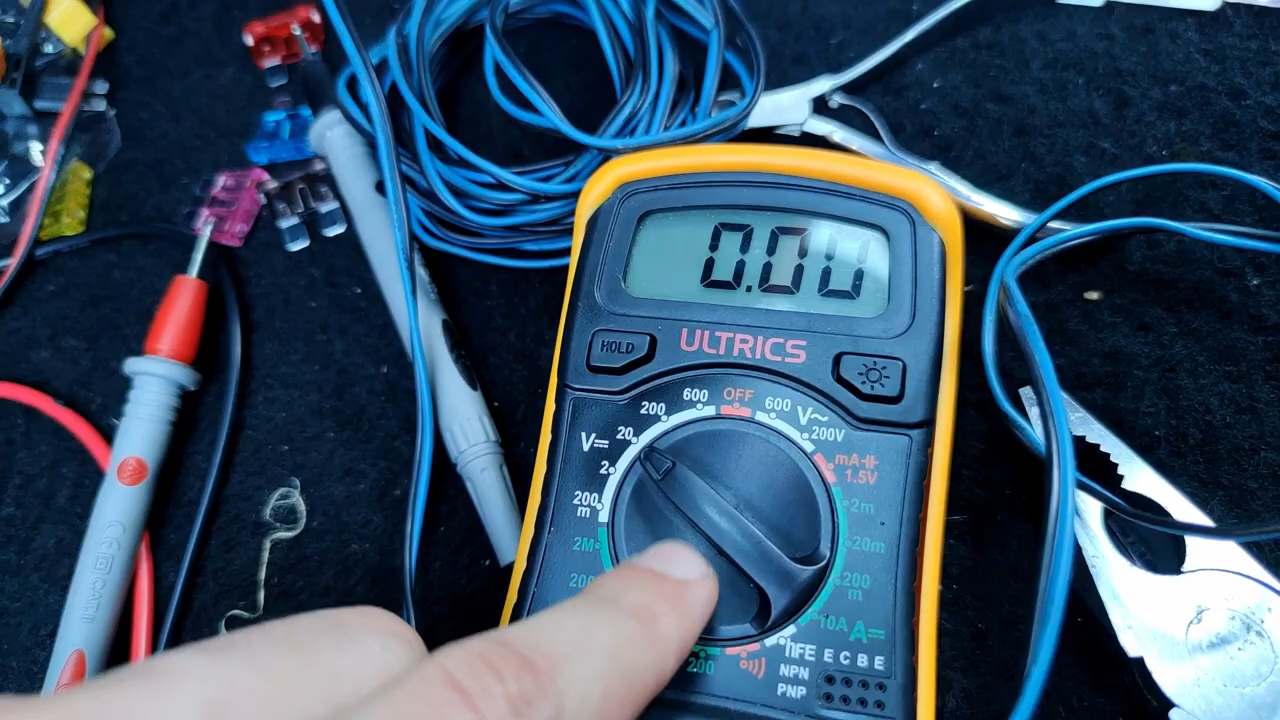 0.00
HOLD
ULTRICS
OFF
600
200
20
V⎓
2
200
m
2M
200
600
V~
200V
mA
1.5V
2m
20m
200
m
10A A⎓
hFE E C B E
NPN
PNP
200
CAT II